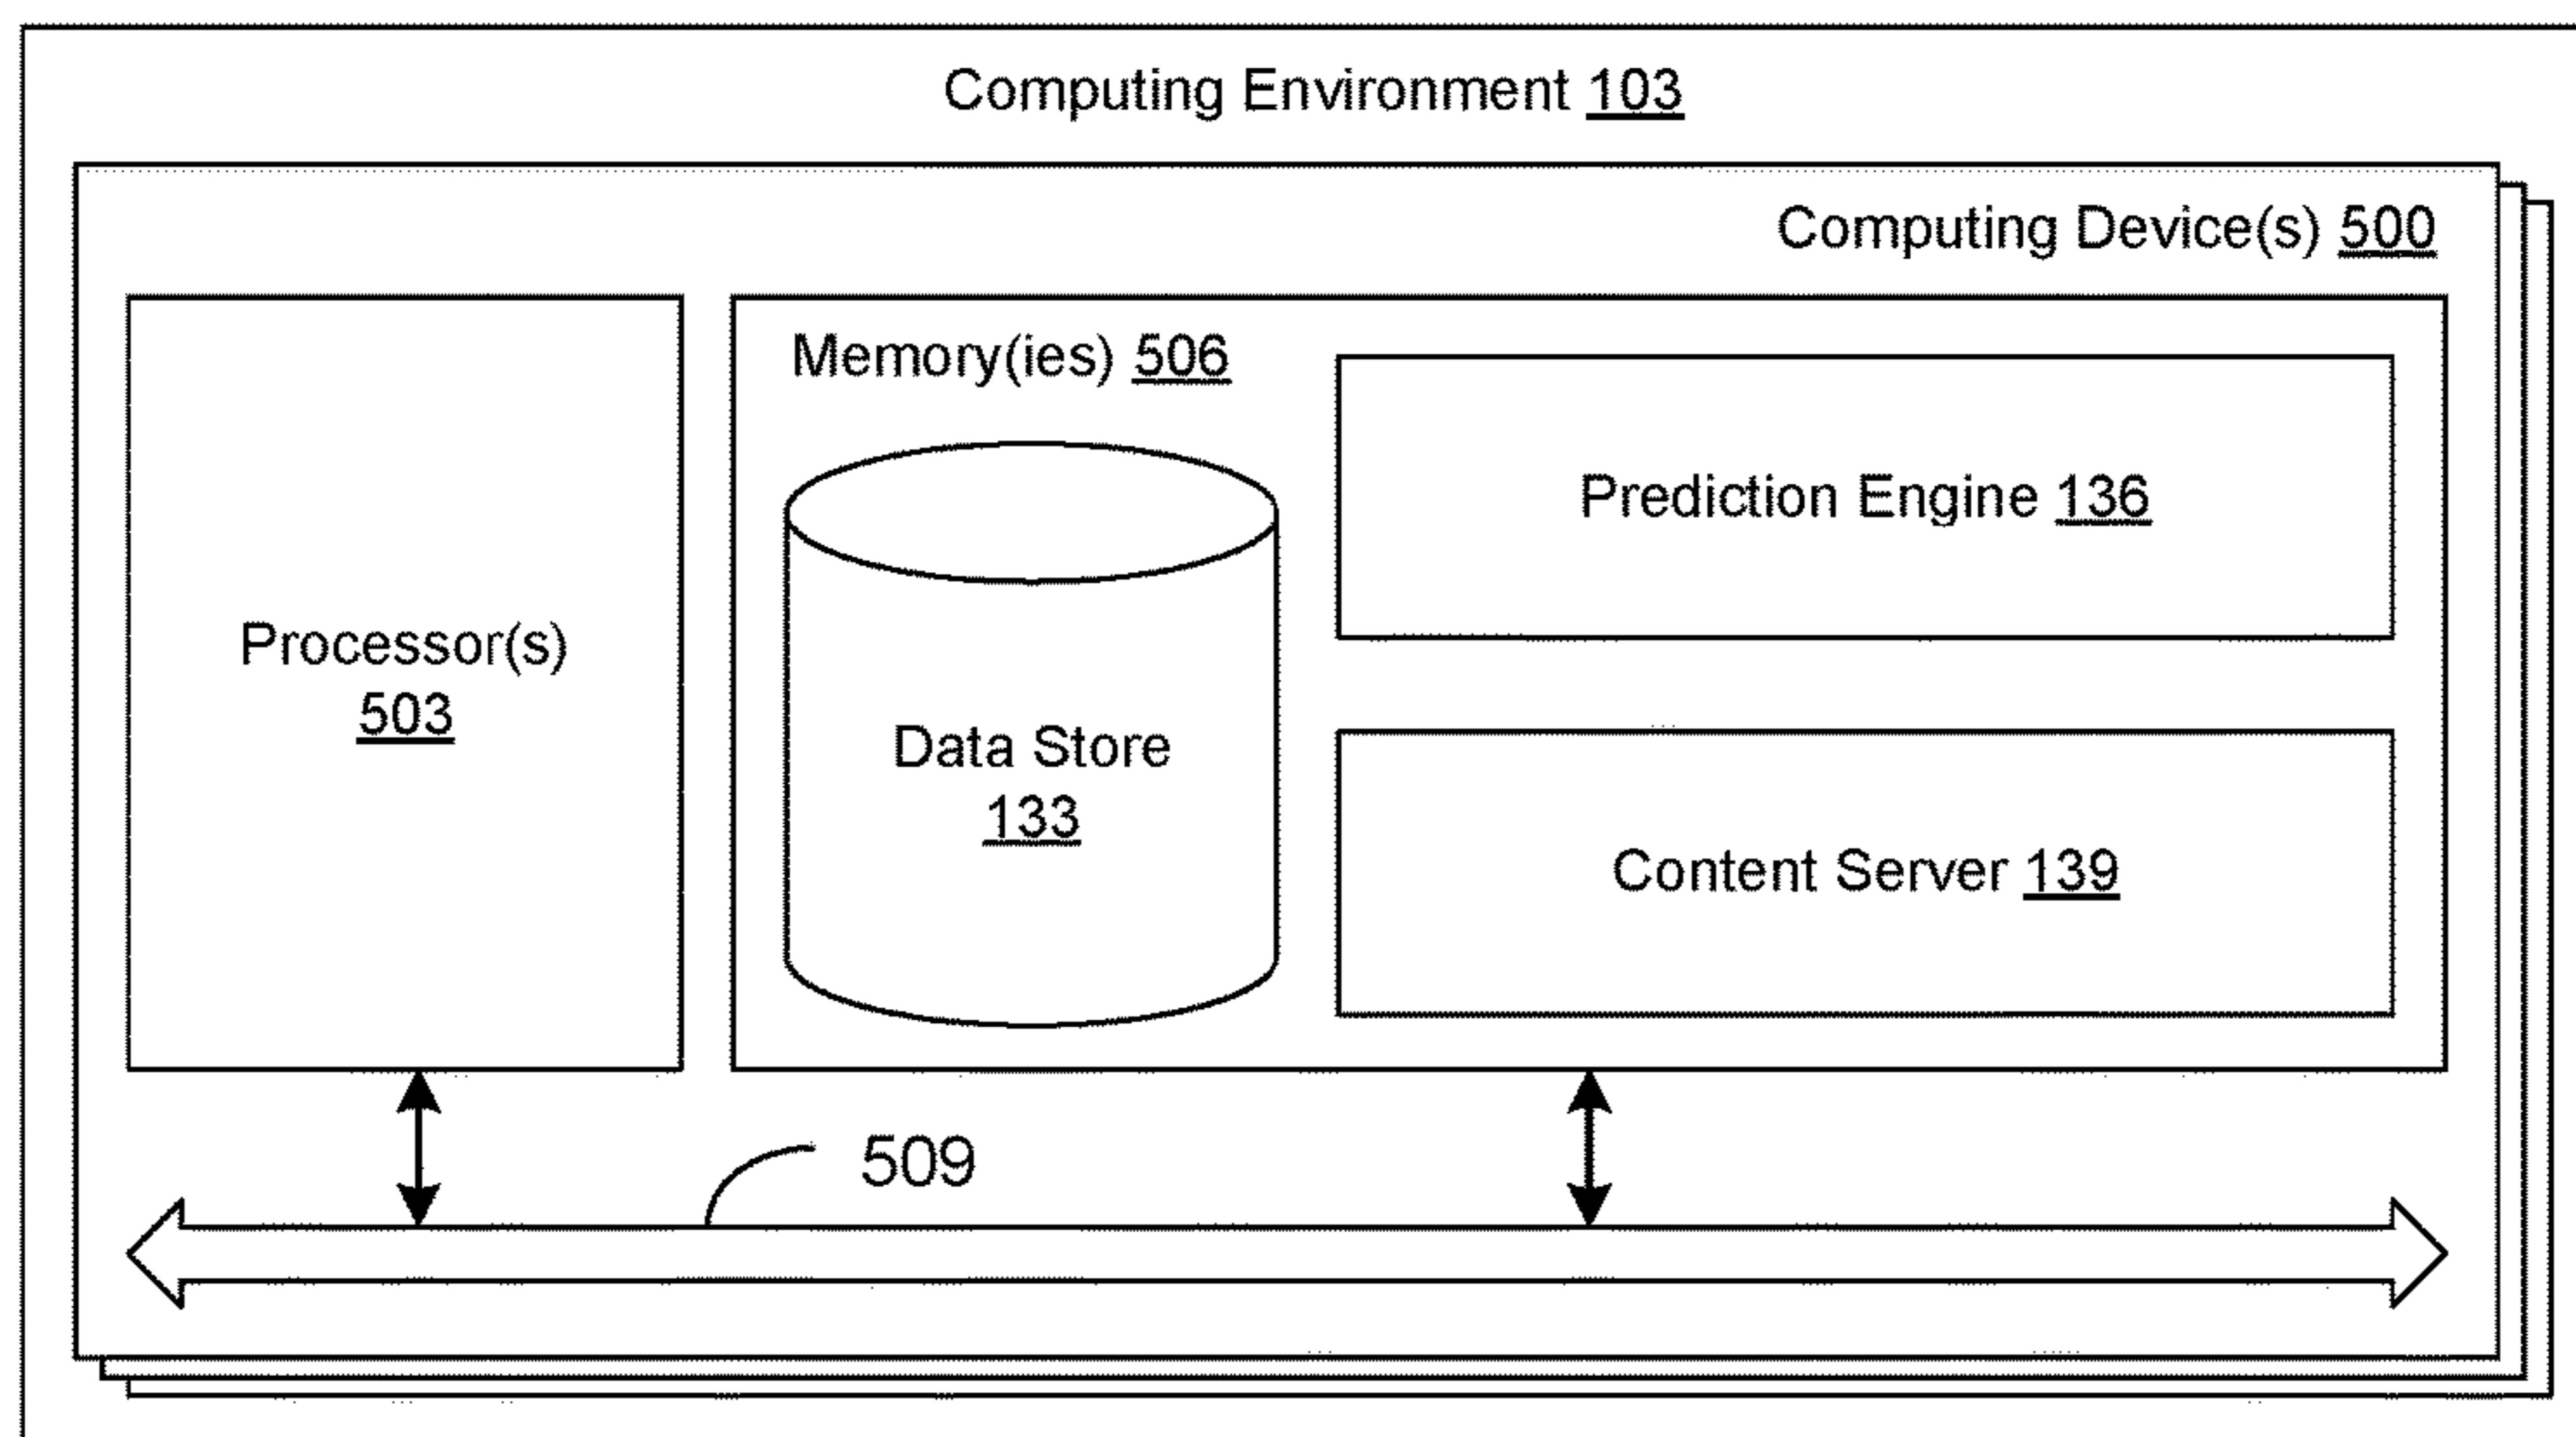 Computing Environment 103
Computing Device(s) 500
Processor(s)
503
Memory(ies) 506
Data Store
133
Prediction Engine 136
Content Server 139
509